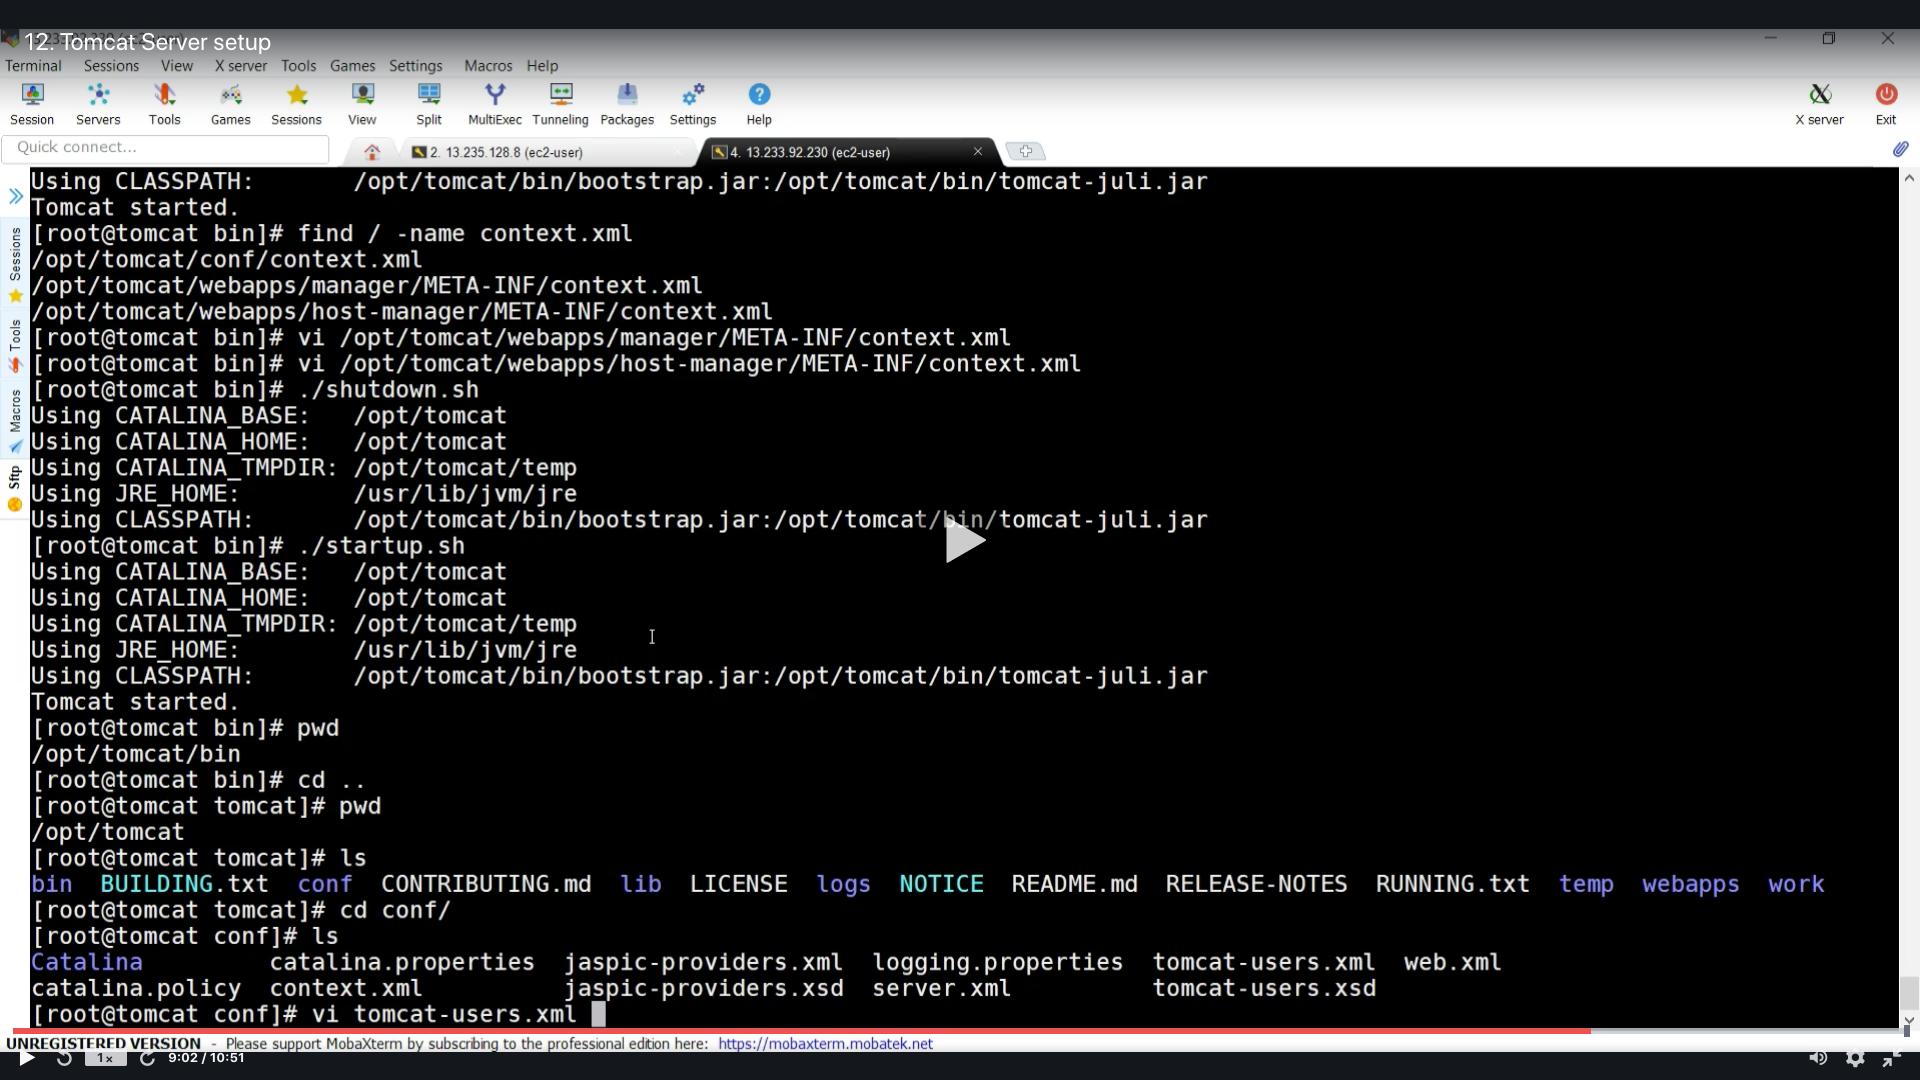 12. Tomcat Server setup
Terminal Sessions View X server Tools Games Settings Macros Help
Session Servers Tools Games Sessions View Split MultiExec Tunneling Packages Settings Help X server Exit
Quick connect...
2. 13.235.128.8 (ec2-user)
4. 13.233.92.230 (ec2-user)
Sessions
Tools
Macros
Sftp
Using CLASSPATH:       /opt/tomcat/bin/bootstrap.jar:/opt/tomcat/bin/tomcat-juli.jar
Tomcat started.
[root@tomcat bin]# find / -name context.xml
/opt/tomcat/conf/context.xml
/opt/tomcat/webapps/manager/META-INF/context.xml
/opt/tomcat/webapps/host-manager/META-INF/context.xml
[root@tomcat bin]# vi /opt/tomcat/webapps/manager/META-INF/context.xml
[root@tomcat bin]# vi /opt/tomcat/webapps/host-manager/META-INF/context.xml
[root@tomcat bin]# ./shutdown.sh
Using CATALINA_BASE:   /opt/tomcat
Using CATALINA_HOME:   /opt/tomcat
Using CATALINA_TMPDIR: /opt/tomcat/temp
Using JRE_HOME:        /usr/lib/jvm/jre
Using CLASSPATH:       /opt/tomcat/bin/bootstrap.jar:/opt/tomcat/bin/tomcat-juli.jar
[root@tomcat bin]# ./startup.sh
Using CATALINA_BASE:   /opt/tomcat
Using CATALINA_HOME:   /opt/tomcat
Using CATALINA_TMPDIR: /opt/tomcat/temp
Using JRE_HOME:        /usr/lib/jvm/jre
Using CLASSPATH:       /opt/tomcat/bin/bootstrap.jar:/opt/tomcat/bin/tomcat-juli.jar
Tomcat started.
[root@tomcat bin]# pwd
/opt/tomcat/bin
[root@tomcat bin]# cd ..
[root@tomcat tomcat]# pwd
/opt/tomcat
[root@tomcat tomcat]# ls
bin  BUILDING.txt  conf  CONTRIBUTING.md  lib  LICENSE  logs  NOTICE  README.md  RELEASE-NOTES  RUNNING.txt  temp  webapps  work
[root@tomcat tomcat]# cd conf/
[root@tomcat conf]# ls
Catalina         catalina.properties  jaspic-providers.xml  logging.properties  tomcat-users.xml  web.xml
catalina.policy  context.xml          jaspic-providers.xsd  server.xml          tomcat-users.xsd
[root@tomcat conf]# vi tomcat-users.xml
UNREGISTERED VERSION - Please support MobaXterm by subscribing to the professional edition here: https://mobaxterm.mobatek.net
1x 9:02 / 10:51